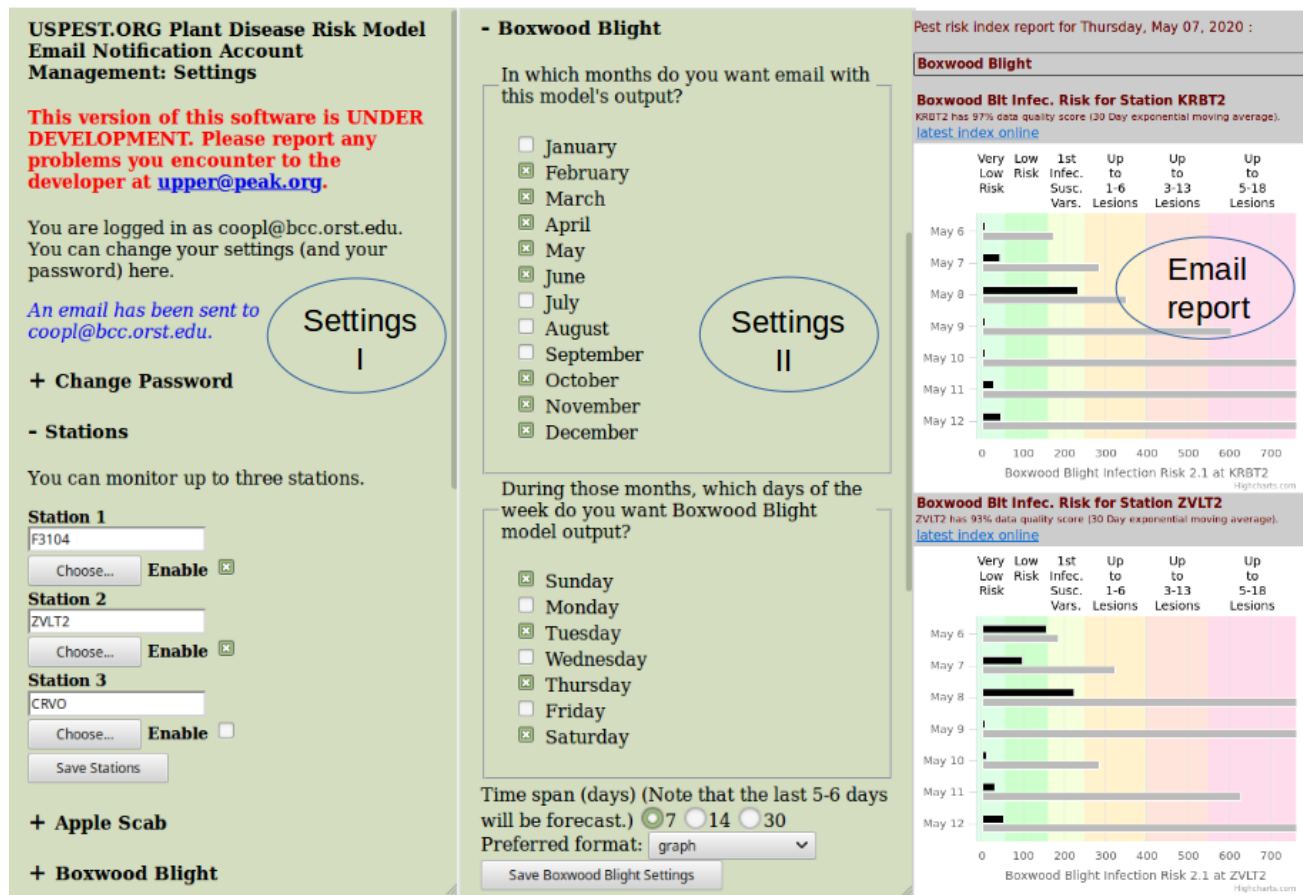 USPEST.ORG Plant Disease Risk Model
Email Notification Account
Management: Settings
This version of this software is UNDER
DEVELOPMENT. Please report any
problems you encounter to the
developer at upper@peak.org.
You are logged in as coopl@bcc.orst.edu.
You can change your settings (and your
password) here.
An email has been sent to
coopl@bcc.orst.edu.
Settings
I
+ Change Password
- Stations
You can monitor up to three stations.
Station 1
F3104
Choose... Enable
Station 2
ZVLT2
Choose... Enable
Station 3
CRVO
Choose... Enable
Save Stations
+ Apple Scab
+ Boxwood Blight
- Boxwood Blight
In which months do you want email with
this model's output?
January
February
March
April
May
June
July
August
September
October
November
December
Settings
II
During those months, which days of the
week do you want Boxwood Blight
model output?
Sunday
Monday
Tuesday
Wednesday
Thursday
Friday
Saturday
Time span (days) (Note that the last 5-6 days
will be forecast.) 7 14 30
Preferred format: graph
Save Boxwood Blight Settings
Pest risk index report for Thursday, May 07, 2020 :
Boxwood Blight
Boxwood Blt Infec. Risk for Station KRBT2
KRBT2 has 97% data quality score (30 Day exponential moving average).
latest index online
Very Low 1st Up Up Up
Low Risk Infec. to to to
Risk Susc. 1-6 3-13 5-18
Vars. Lesions Lesions Lesions
May 6
May 7
May 8
May 9
May 10
May 11
May 12
Email
report
0 100 200 300 400 500 600 700
Boxwood Blight Infection Risk 2.1 at KRBT2
Highcharts.com
Boxwood Blt Infec. Risk for Station ZVLT2
ZVLT2 has 93% data quality score (30 Day exponential moving average).
latest index online
Very Low 1st Up Up Up
Low Risk Infec. to to to
Risk Susc. 1-6 3-13 5-18
Vars. Lesions Lesions Lesions
May 6
May 7
May 8
May 9
May 10
May 11
May 12
0 100 200 300 400 500 600 700
Boxwood Blight Infection Risk 2.1 at ZVLT2
Highcharts.com